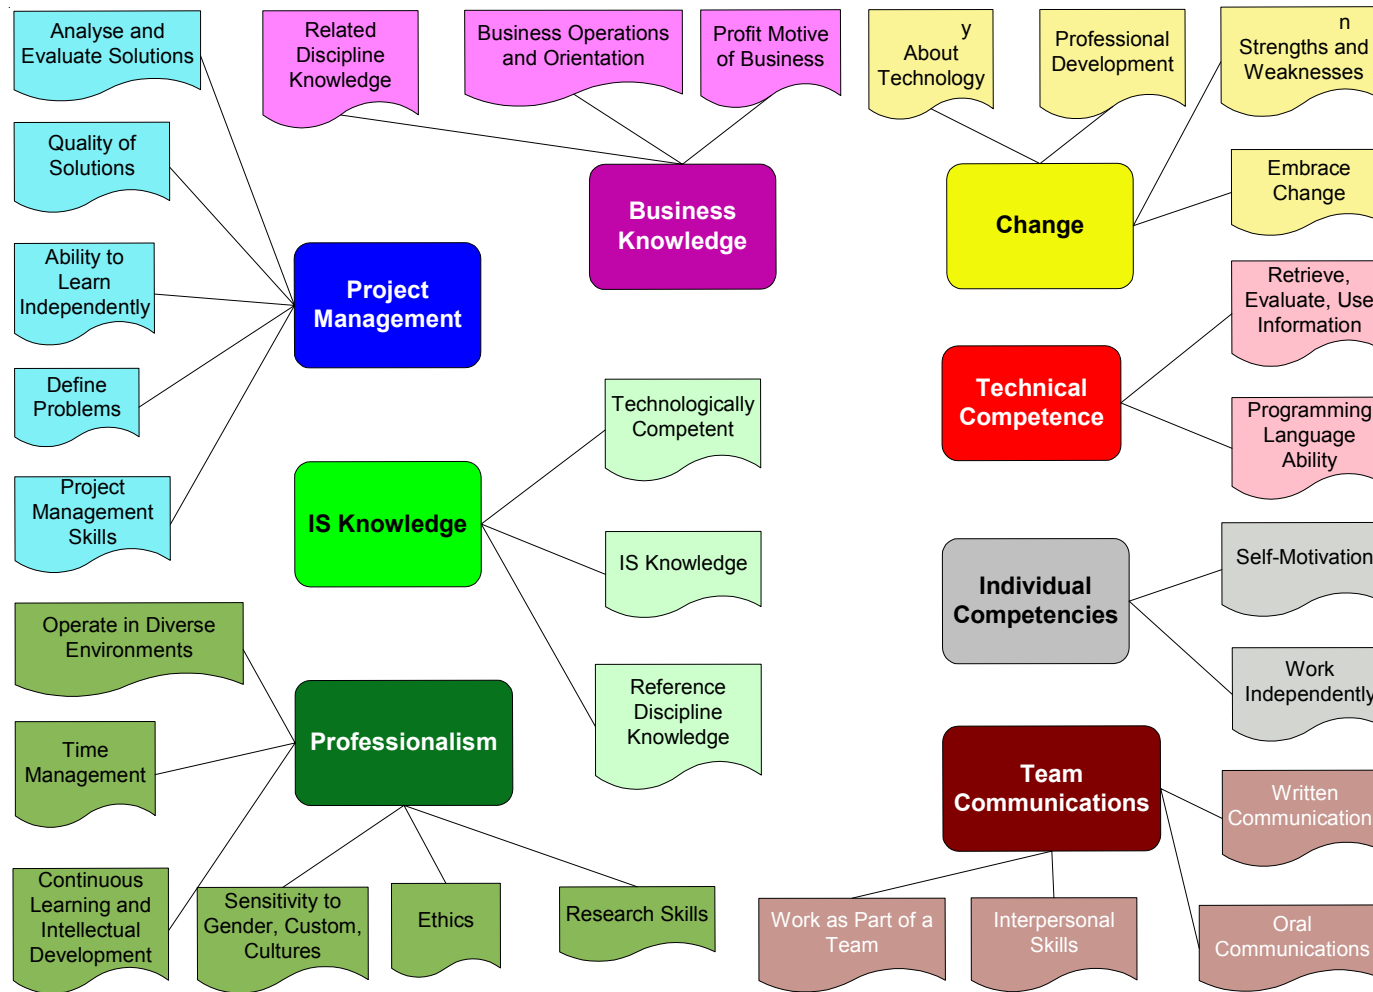 Analyse and
Evaluate Solutions
Related
Discipline
Knowledge
Business Operations
and Orientation
Profit Motive
of Business
y
About
Technology
Professional
Development
n
Strengths and
Weaknesses
Quality of
Solutions
Business
Knowledge
Change
Embrace
Change
Ability to
Learn
Independently
Project
Management
Retrieve,
Evaluate, Use
Information
Define
Problems
Technologically
Competent
Technical
Competence
Programming
Language
Ability
Project
Management
Skills
IS Knowledge
IS Knowledge
Individual
Competencies
Self-Motivation
Operate in Diverse
Environments
Reference
Discipline
Knowledge
Work
Independently
Time
Management
Professionalism
Team
Communications
Written
Communication
Continuous
Learning and
Intellectual
Development
Sensitivity to
Gender, Custom,
Cultures
Ethics
Research Skills
Work as Part of a
Team
Interpersonal
Skills
Oral
Communications